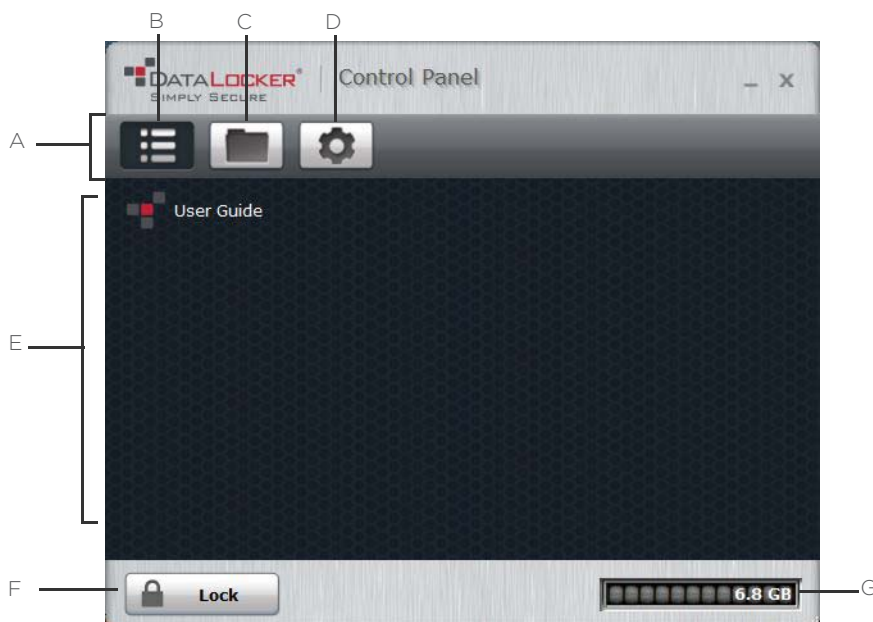 B C D
DATALOCKER® Control Panel
SIMPLY SECURE
A
User Guide
E
F Lock 6.8 GB G